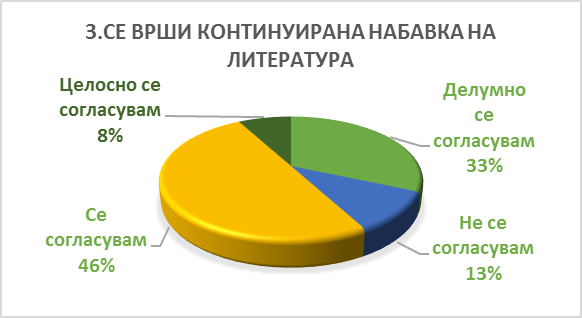 3.СЕ ВРШИ КОНТИНУИРАНА НАБАВКА НА
ЛИТЕРАТУРА
Целосно се
согласувам
8%
Делумно
се
согласувам
33%
Се
согласувам
46%
Не се
согласувам
13%